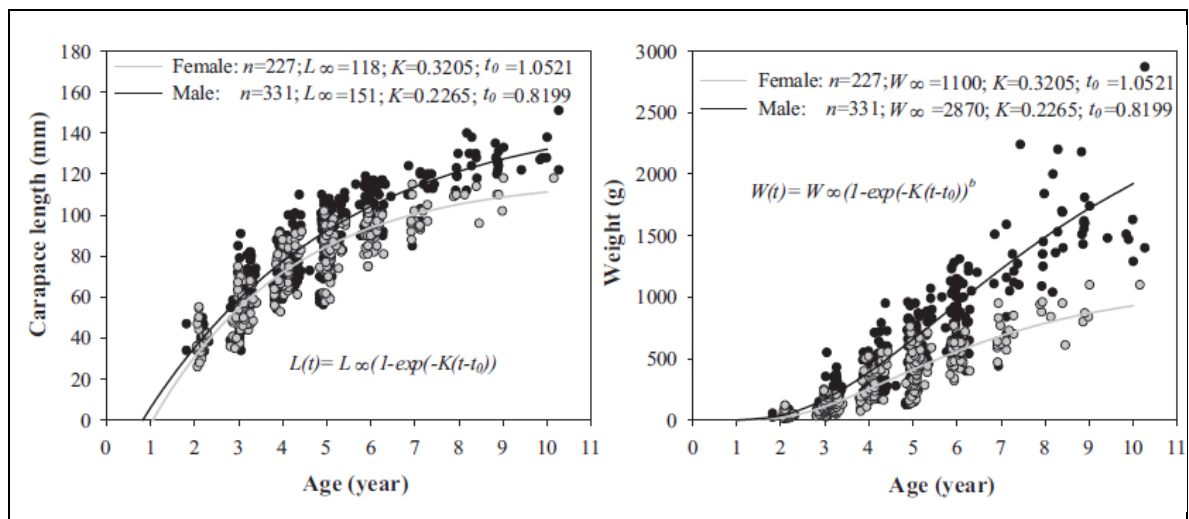 180
160
140
120
100
80
60
40
20
0
Carapace length (mm)
Female: n=227; L∞=118; K=0.3205; t₀=1.0521
Male: n=331; L∞=151; K=0.2265; t₀=0.8199
L(t)= L∞(1-exp(-K(t-t₀))
0 1 2 3 4 5 6 7 8 9 10 11
Age (year)
3000
2500
2000
1500
1000
500
0
Weight (g)
Female: n=227; W∞=1100; K=0.3205; t₀=1.0521
Male: n=331; W∞=2870; K=0.2265; t₀=0.8199
W(t)= W∞(1-exp(-K(t-t₀))ᵇ
0 1 2 3 4 5 6 7 8 9 10 11
Age (year)